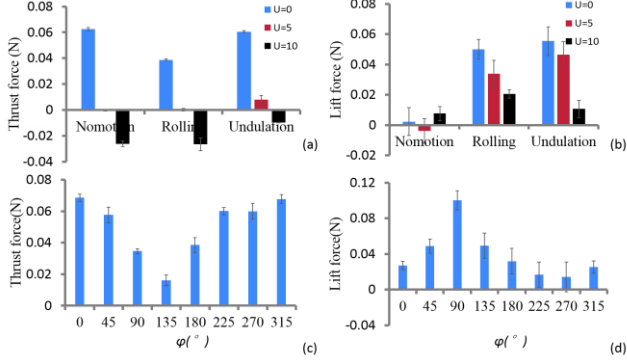 0.08
0.06
0.04
0.02
0
-0.02
-0.04
Thrust force (N)
U=0
U=5
U=10
Nomotion Rolling Undulation
(a)
0.08
0.06
0.04
0.02
0
-0.02
Lift force (N)
U=0
U=5
U=10
Nomotion Rolling Undulation
(b)
0.08
0.06
0.04
0.02
0
Thrust force(N)
0 45 90 135 180 225 270 315
φ(°)
(c)
0.12
0.08
0.04
0.00
-0.04
Lift force(N)
0 45 90 135 180 225 270 315
φ(°)
(d)